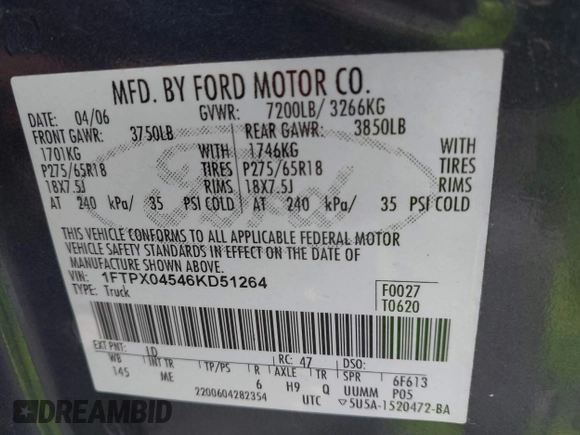 MFD. BY FORD MOTOR CO.
DATE: 04/06 GVWR: 7200LB/ 3266KG
FRONT GAWR: 3750LB REAR GAWR: 3850LB
1701KG WITH 1746KG WITH
P275/65R18 TIRES P275/65R18 TIRES
18X7.5J RIMS 18X7.5J RIMS
AT 240 kPa/ 35 PSI COLD AT 240 kPa/ 35 PSI COLD
THIS VEHICLE CONFORMS TO ALL APPLICABLE FEDERAL MOTOR
VEHICLE SAFETY STANDARDS IN EFFECT ON THE DATE OF
MANUFACTURE SHOWN ABOVE.
VIN: 1FTPX04546KD51264 F0027
TYPE: Truck T0620
EXT PNT: 1D RC: 47 DSO:
WB INT TR TP/PS R AXLE TR SPR 6F613
145 ME 6 H9 Q UUMM P05
2200604282354 UTC ▽5U5A-1520472-BA
Ford
DREAMBID